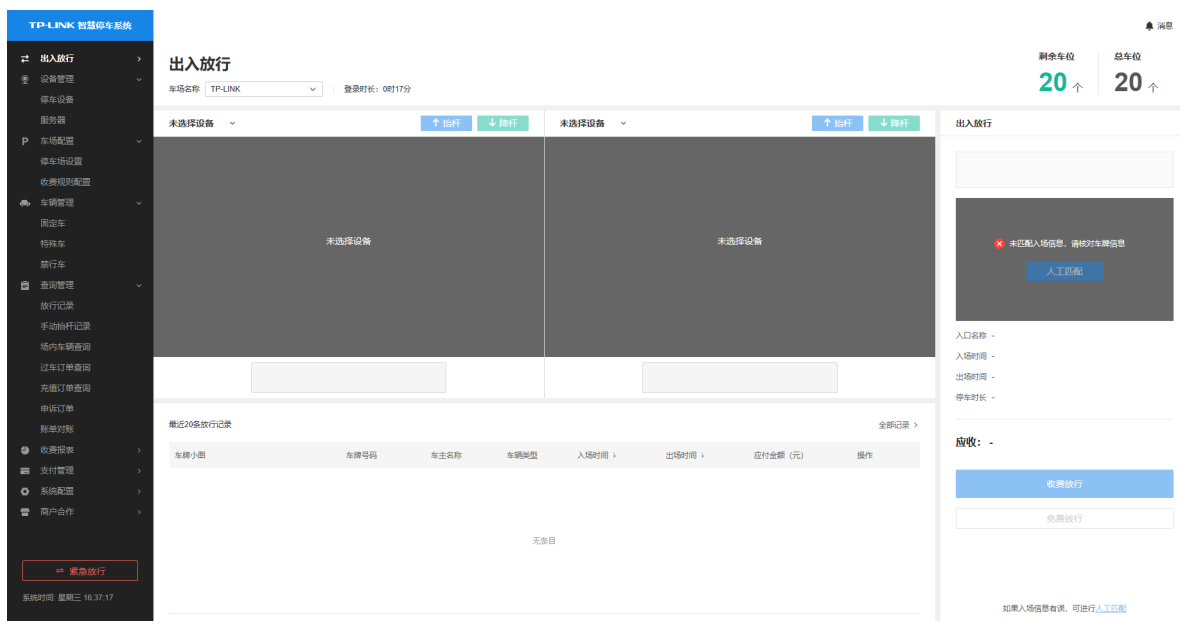 TP-LINK 智慧停车系统
消息
出入放行
设备管理
停车设备
服务器
P 车场配置
停车场设置
收费规则配置
车辆管理
固定车
特殊车
禁行车
查询管理
放行记录
手动抬杆记录
场内车辆查询
过车订单查询
充值订单查询
申诉订单
账单对账
收费报表
支付管理
系统配置
商户合作
紧急放行
系统时间: 星期三 16:37:17
出入放行
车场名称 TP-LINK 登录时长：0时17分
剩余车位
20 个
总车位
20 个
未选择设备 抬杆 降杆
未选择设备
未选择设备 抬杆 降杆
未选择设备
最近20条放行记录 全部记录
车牌小图 车牌号码 车主名称 车辆类型 入场时间 出场时间 应付金额（元） 操作
无条目
出入放行
未匹配入场信息，请核对车牌信息
人工匹配
入口名称 -
入场时间 -
出场时间 -
停车时长 -
应收： -
收费放行
免费放行
如果入场信息有误，可进行人工匹配